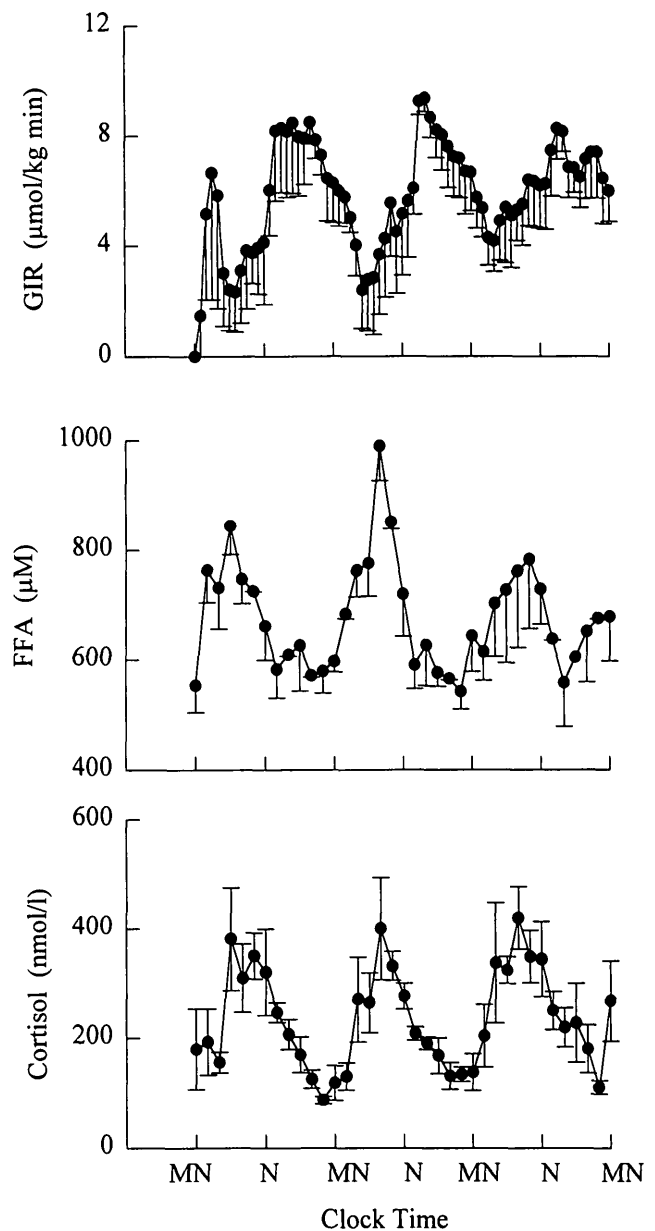 12
8
4
0
GIR (μmol/kg min)
1000
800
600
400
FFA (μM)
600
400
200
0
Cortisol (nmol/l)
MN N MN N MN N MN
Clock Time